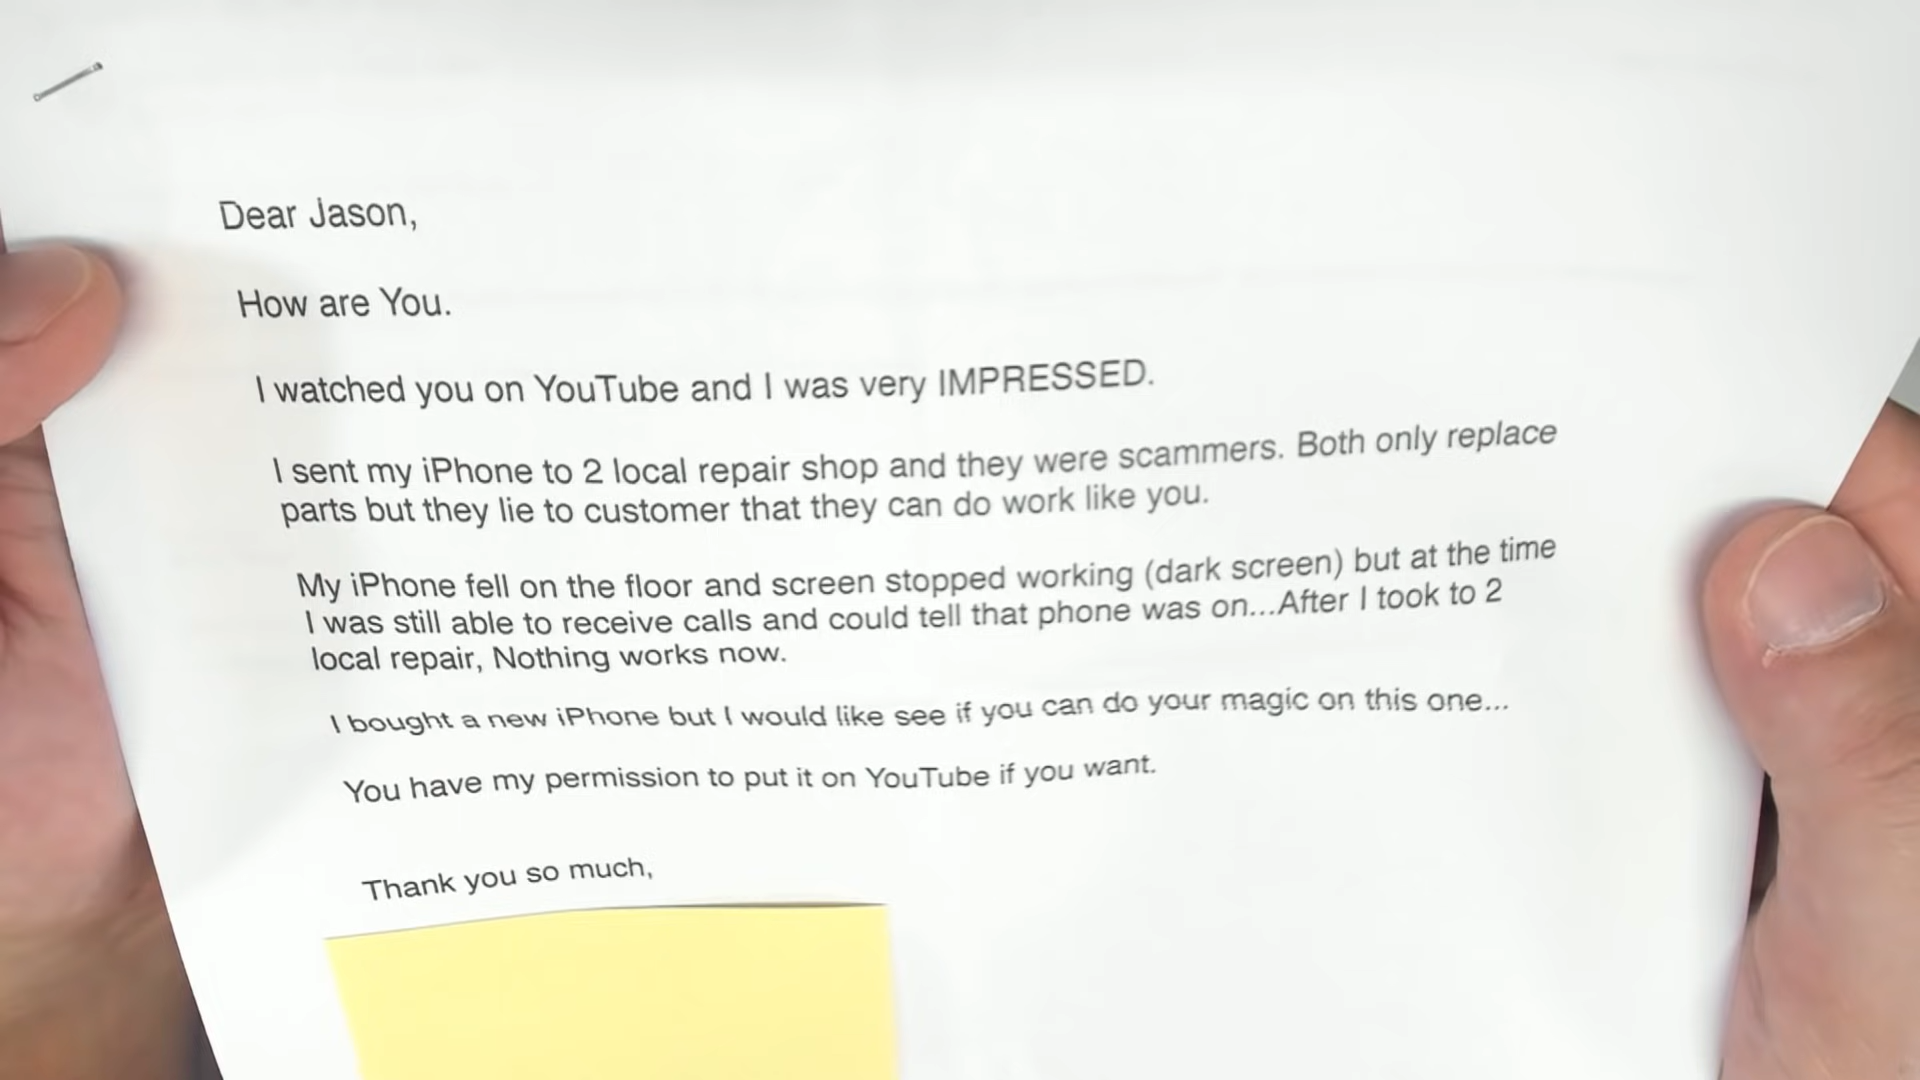 Dear Jason,
How are You.
I watched you on YouTube and I was very IMPRESSED.
I sent my iPhone to 2 local repair shop and they were scammers. Both only replace
parts but they lie to customer that they can do work like you.
My iPhone fell on the floor and screen stopped working (dark screen) but at the time
I was still able to receive calls and could tell that phone was on...After I took to 2
local repair, Nothing works now.
I bought a new iPhone but I would like see if you can do your magic on this one...
You have my permission to put it on YouTube if you want.
Thank you so much,